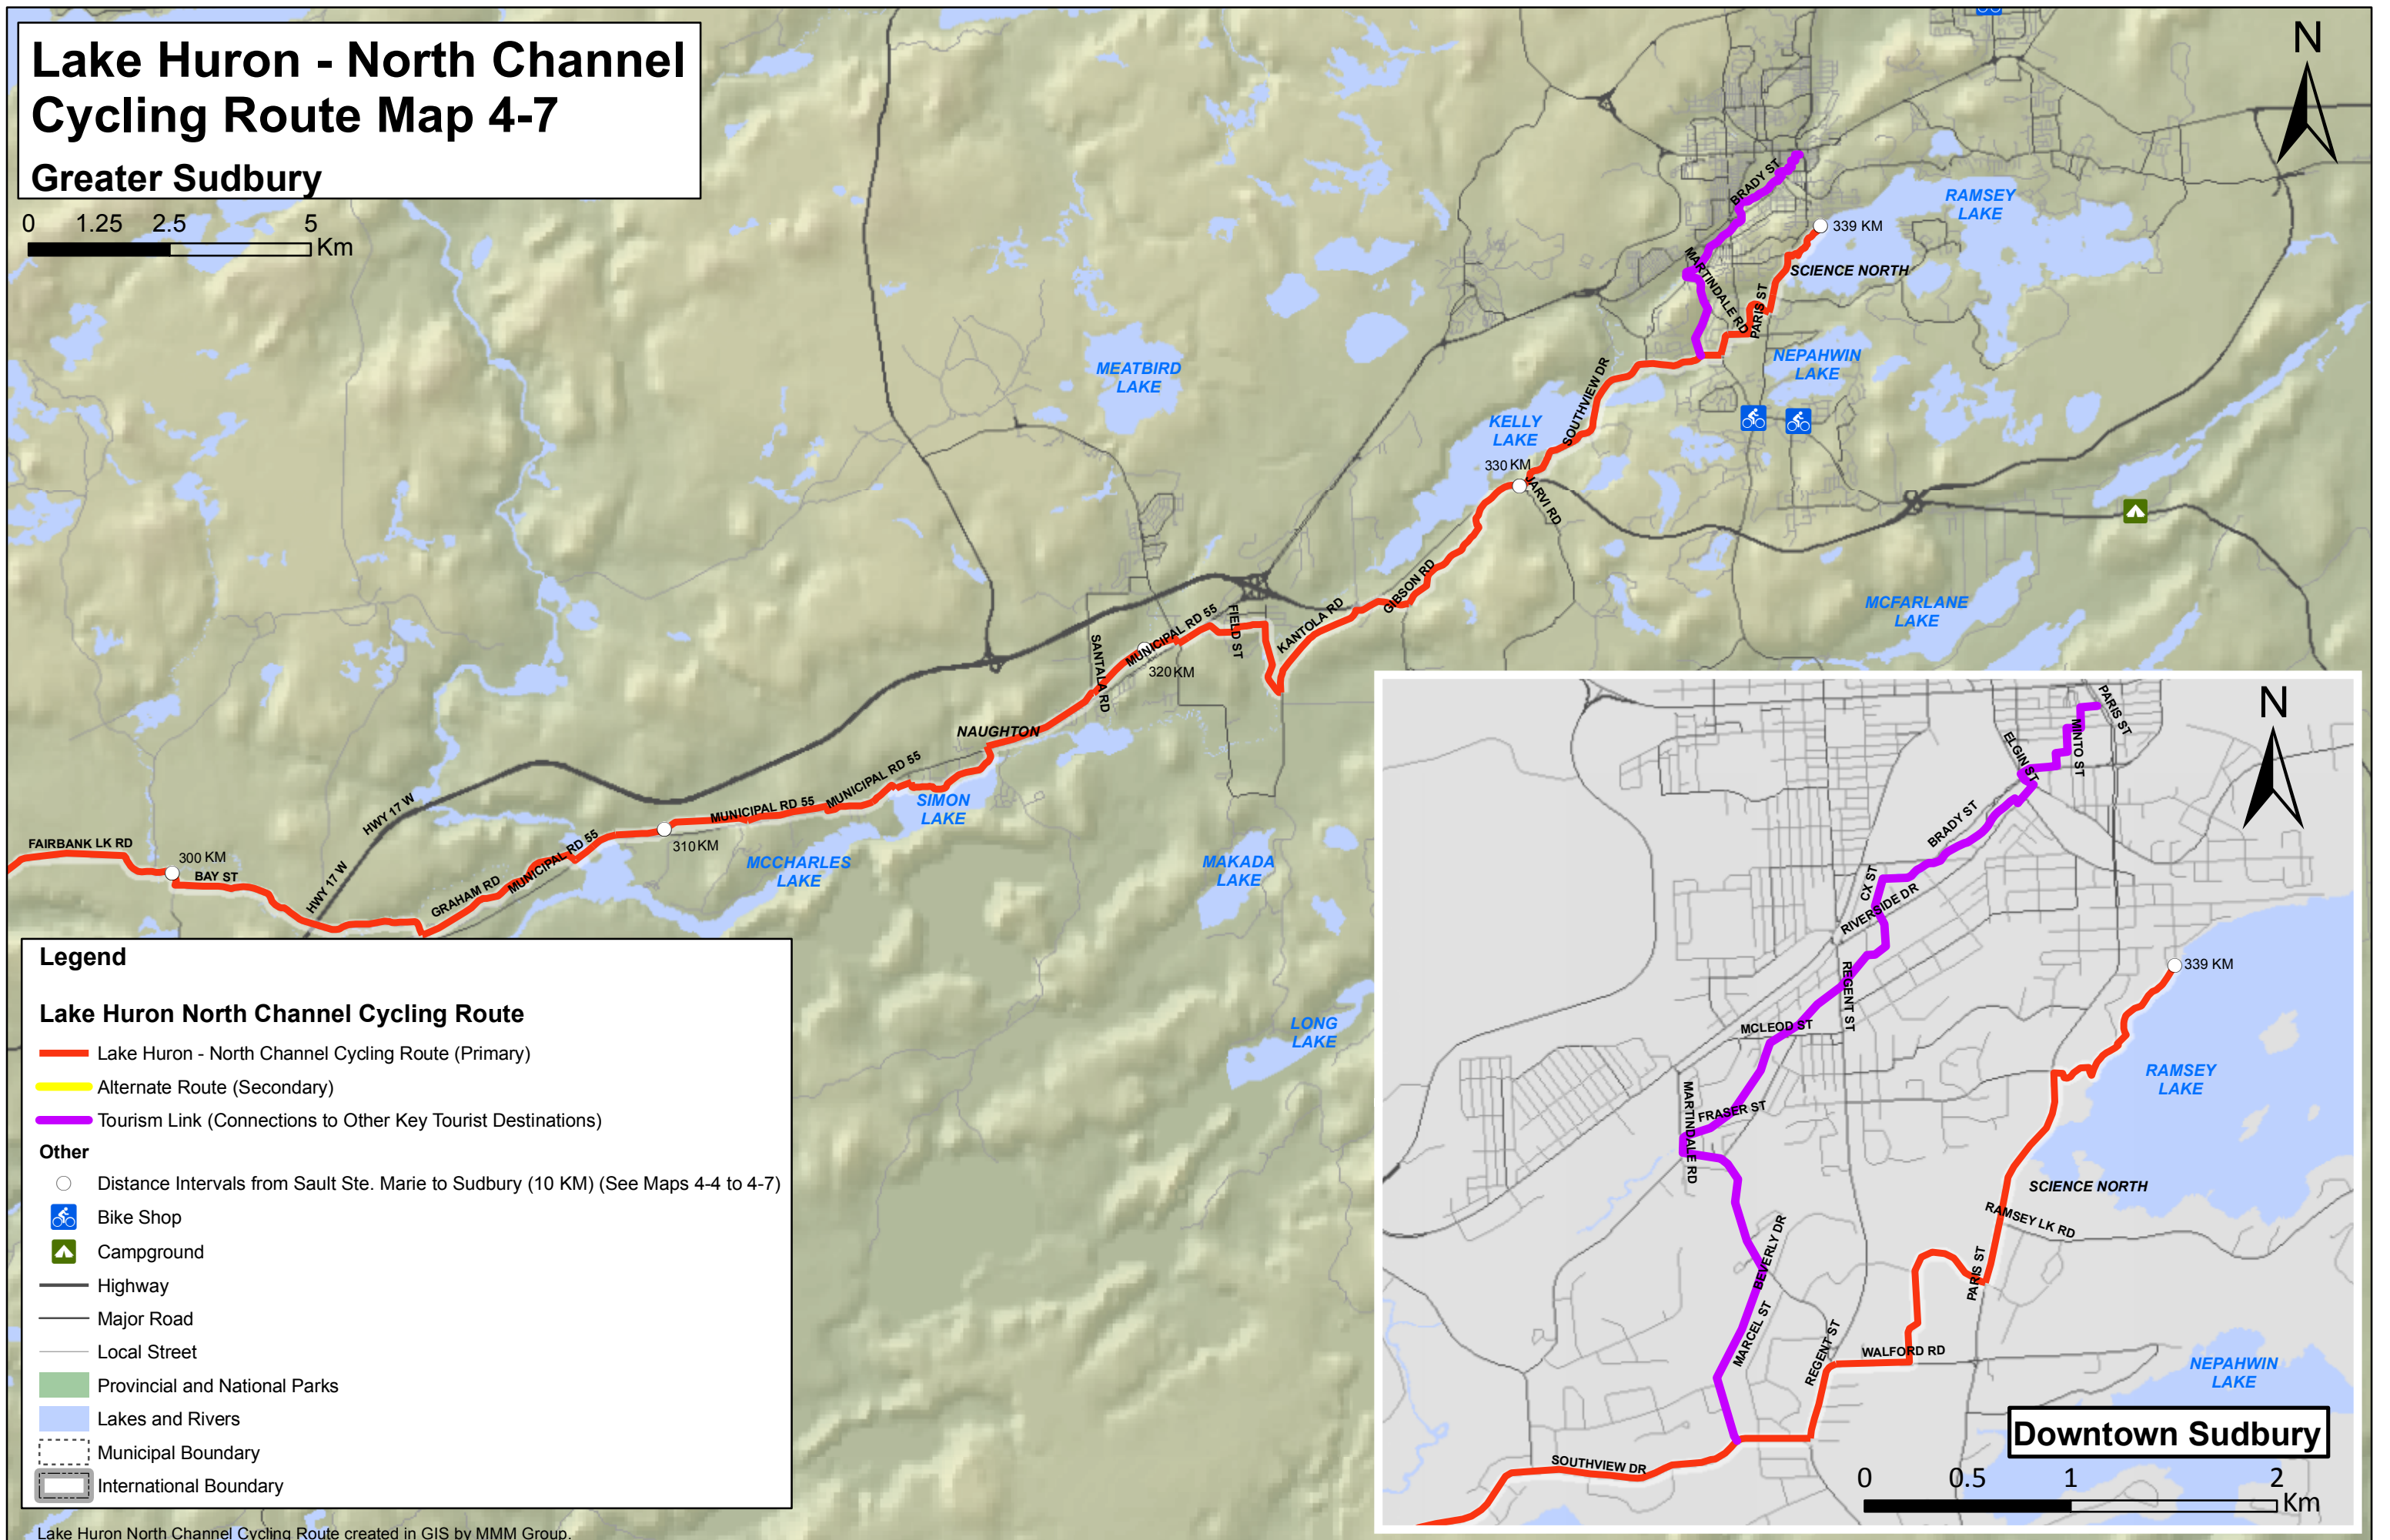 Lake Huron - North Channel
Cycling Route Map 4-7
Greater Sudbury
0 1.25 2.5 5
Km
N
BRADY ST
RAMSEY
LAKE
339 KM
SCIENCE NORTH
MARTINDALE RD
PARIS ST
NEPAHWIN
LAKE
MEATBIRD
LAKE
SOUTHVIEW DR
KELLY
LAKE
330 KM
JARVI RD
GIBSON RD
MCFARLANE
LAKE
KANTOLA RD
FIELD ST
MUNICIPAL RD 55
SANTALA RD
320 KM
NAUGHTON
MUNICIPAL RD 55
SIMON
LAKE
MUNICIPAL RD 55
HWY 17 W
310 KM
FAIRBANK LK RD
300 KM
BAY ST
HWY 17 W
GRAHAM RD
MUNICIPAL RD 55
MCCHARLES
LAKE
MAKADA
LAKE
LONG
LAKE
Legend
Lake Huron North Channel Cycling Route
Lake Huron - North Channel Cycling Route (Primary)
Alternate Route (Secondary)
Tourism Link (Connections to Other Key Tourist Destinations)
Other
Distance Intervals from Sault Ste. Marie to Sudbury (10 KM) (See Maps 4-4 to 4-7)
Bike Shop
Campground
Highway
Major Road
Local Street
Provincial and National Parks
Lakes and Rivers
Municipal Boundary
International Boundary
Lake Huron North Channel Cycling Route created in GIS by MMM Group.
N
PARIS ST
MINTO ST
ELGIN ST
BRADY ST
CX ST
RIVERSIDE DR
REGENT ST
339 KM
MCLEOD ST
RAMSEY
LAKE
MARTINDALE RD
FRASER ST
SCIENCE NORTH
RAMSEY LK RD
BEVERLY DR
PARIS ST
MARCEL ST
REGENT ST
WALFORD RD
NEPAHWIN
LAKE
SOUTHVIEW DR
Downtown Sudbury
0 0.5 1 2
Km